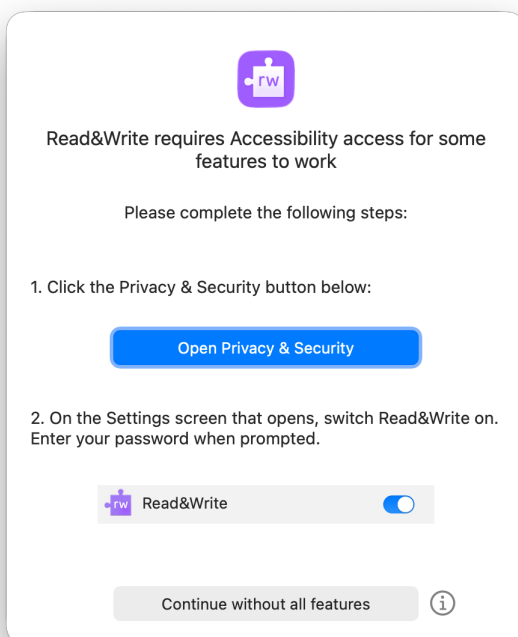 rw
Read&Write requires Accessibility access for some
features to work
Please complete the following steps:
1. Click the Privacy & Security button below:
Open Privacy & Security
2. On the Settings screen that opens, switch Read&Write on.
Enter your password when prompted.
rw Read&Write
Continue without all features